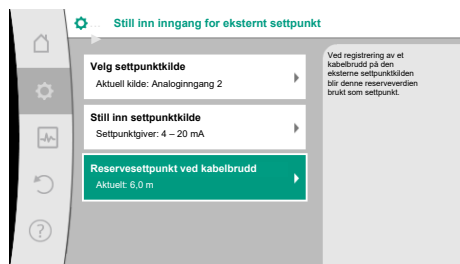 Still inn inngang for eksternt settpunkt
Velg settpunktkilde
Aktuell kilde: Analoginngang 2
Still inn settpunktkilde
Settpunktgiver: 4 – 20 mA
Reservesettpunkt ved kabelbrudd
Aktuelt: 6,0 m
Ved registrering av et
kabelbrudd på den
eksterne settpunktkilden
blir denne reserveverdien
brukt som settpunkt.